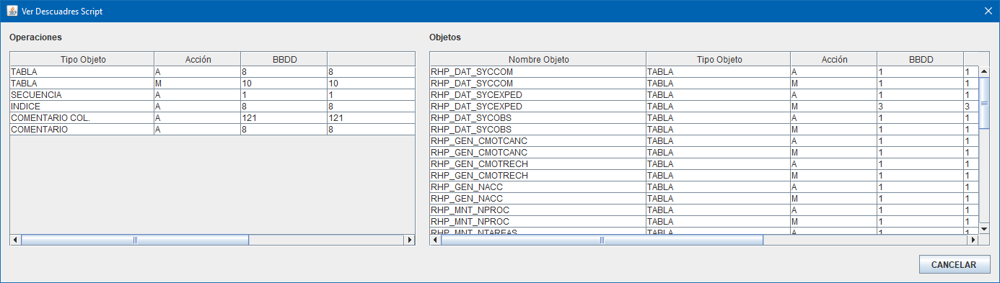 Ver Descuadres Script
Operaciones
Tipo Objeto Acción BBDD
TABLA A 8 8
TABLA M 10 10
SECUENCIA A 1 1
INDICE A 8 8
COMENTARIO COL. A 121 121
COMENTARIO A 8 8
Objetos
Nombre Objeto Tipo Objeto Acción BBDD
RHP_DAT_SYCCOM TABLA A 1 1
RHP_DAT_SYCCOM TABLA M 1 1
RHP_DAT_SYCEXPED TABLA A 1 1
RHP_DAT_SYCEXPED TABLA M 3 3
RHP_DAT_SYCOBS TABLA A 1 1
RHP_DAT_SYCOBS TABLA M 1 1
RHP_GEN_CMOTCANC TABLA A 1 1
RHP_GEN_CMOTCANC TABLA M 1 1
RHP_GEN_CMOTRECH TABLA A 1 1
RHP_GEN_CMOTRECH TABLA M 1 1
RHP_GEN_NACC TABLA A 1 1
RHP_GEN_NACC TABLA M 1 1
RHP_MNT_NPROC TABLA A 1 1
RHP_MNT_NPROC TABLA M 1 1
RHP_MNT_NTAREAS TABLA A 1 1
CANCELAR